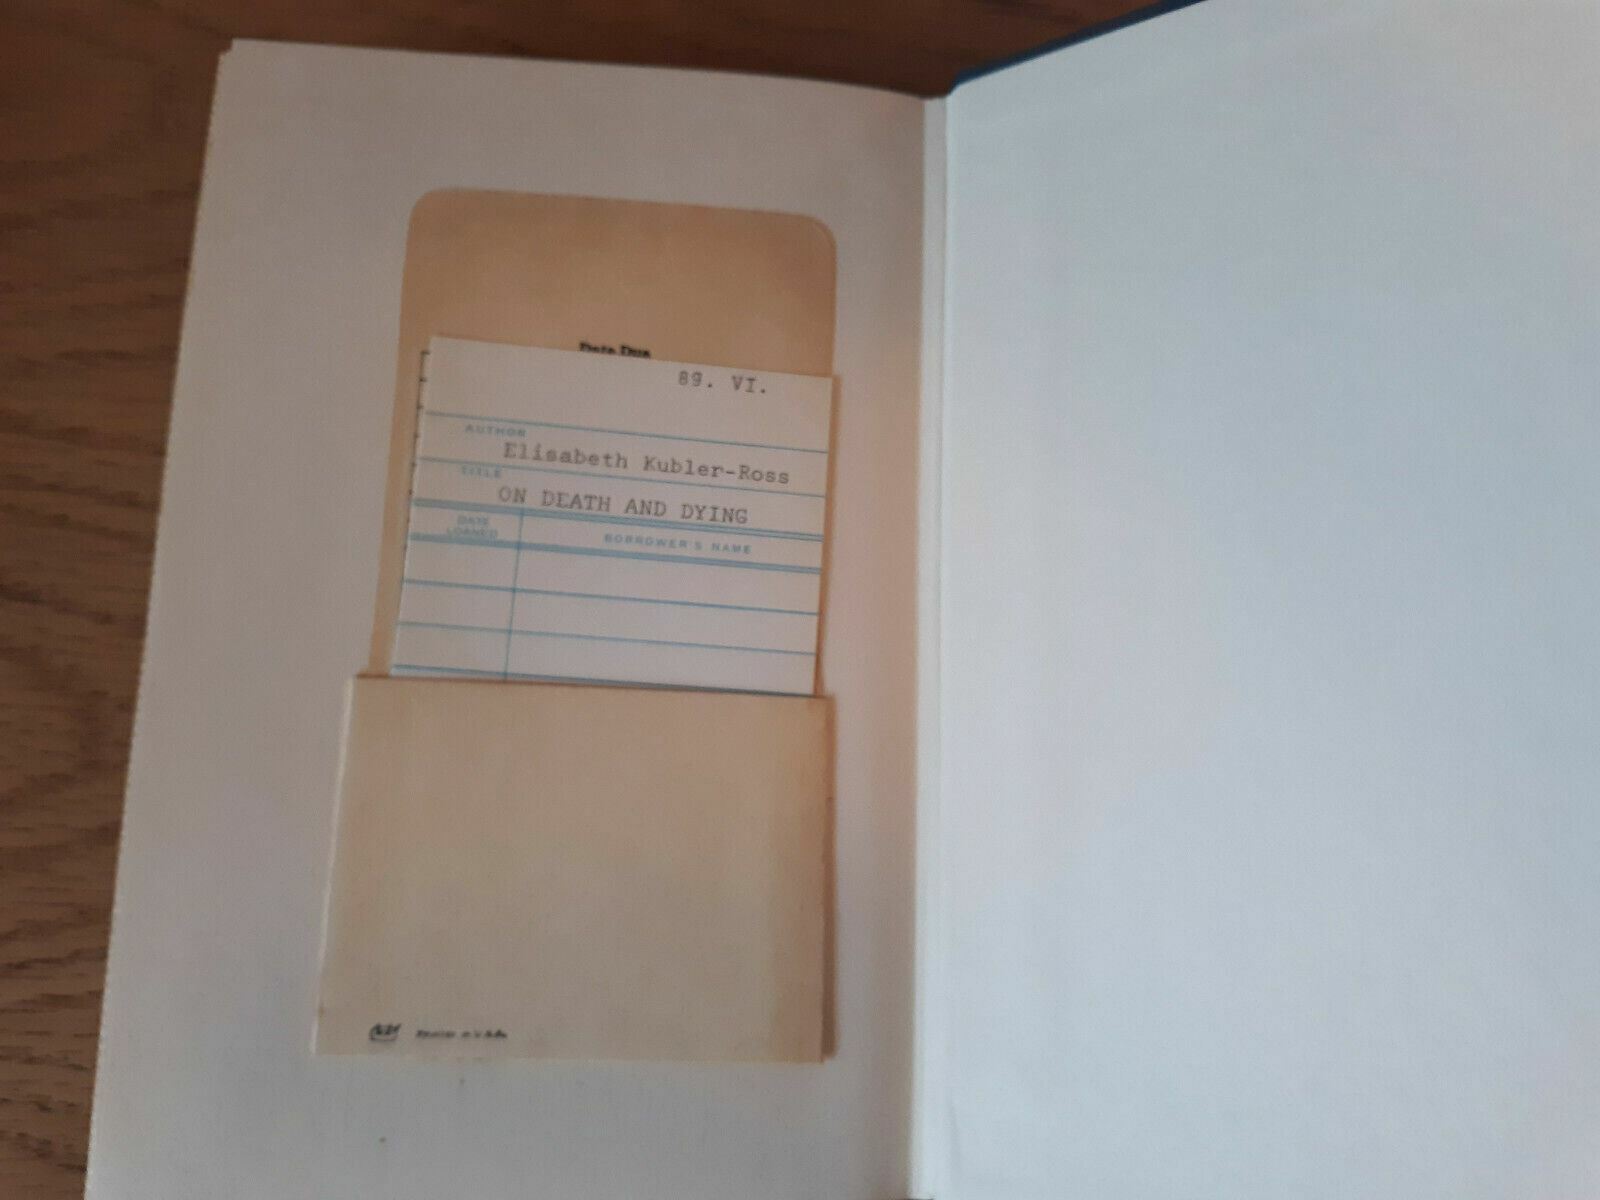 Date Due
89. VI.
AUTHOR
Elisabeth Kubler-Ross
TITLE
ON DEATH AND DYING
DATE
LOANED
BORROWER'S NAME